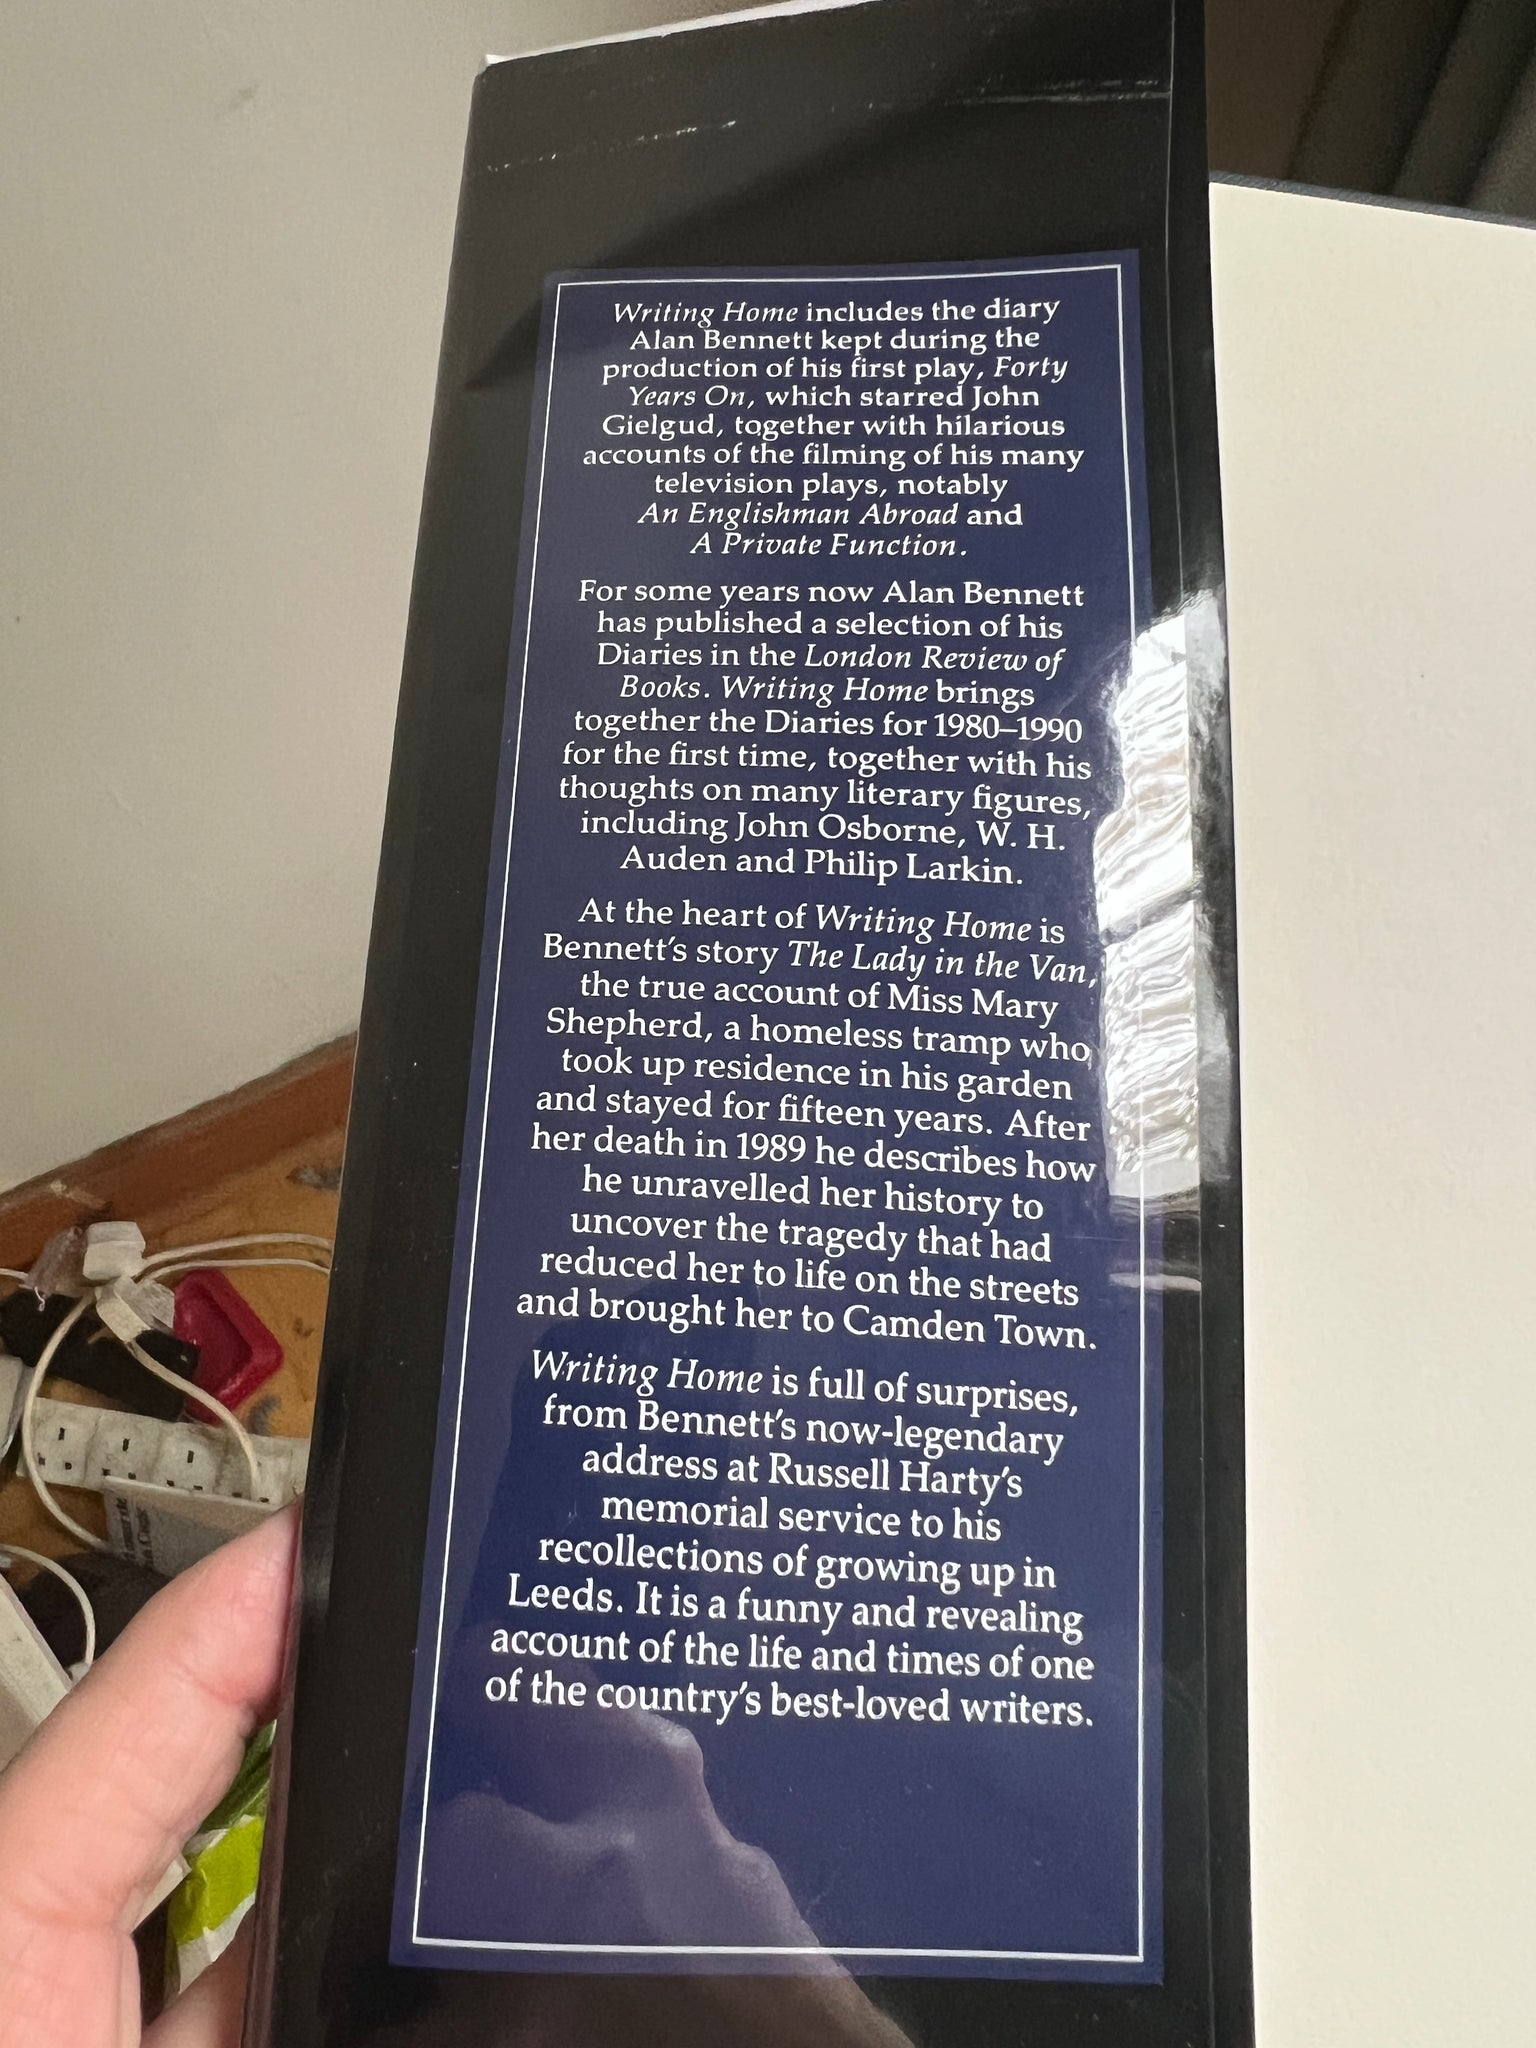 Writing Home includes the diary
Alan Bennett kept during the
production of his first play, Forty
Years On, which starred John
Gielgud, together with hilarious
accounts of the filming of his many
television plays, notably
An Englishman Abroad and
A Private Function.
For some years now Alan Bennett
has published a selection of his
Diaries in the London Review of
Books. Writing Home brings
together the Diaries for 1980–1990
for the first time, together with his
thoughts on many literary figures,
including John Osborne, W. H.
Auden and Philip Larkin.
At the heart of Writing Home is
Bennett's story The Lady in the Van,
the true account of Miss Mary
Shepherd, a homeless tramp who
took up residence in his garden
and stayed for fifteen years. After
her death in 1989 he describes how
he unravelled her history to
uncover the tragedy that had
reduced her to life on the streets
and brought her to Camden Town.
Writing Home is full of surprises,
from Bennett's now-legendary
address at Russell Harty's
memorial service to his
recollections of growing up in
Leeds. It is a funny and revealing
account of the life and times of one
of the country's best-loved writers.